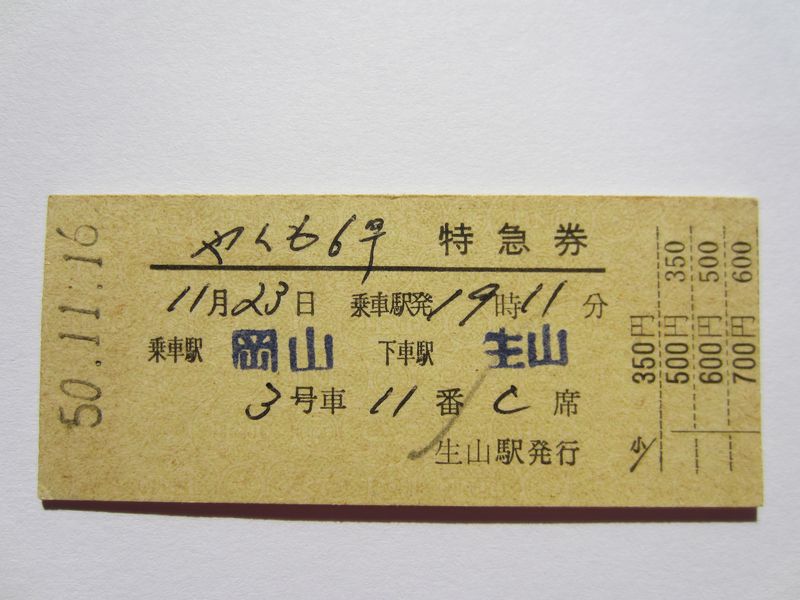 50.11.16
やくも6号 特急券
11月23日 乗車駅発19時11分
乗車駅 岡山 下車駅 生山
3号車 11番C席
生山駅発行
小
350円
500円 350
600円 500
700円 600